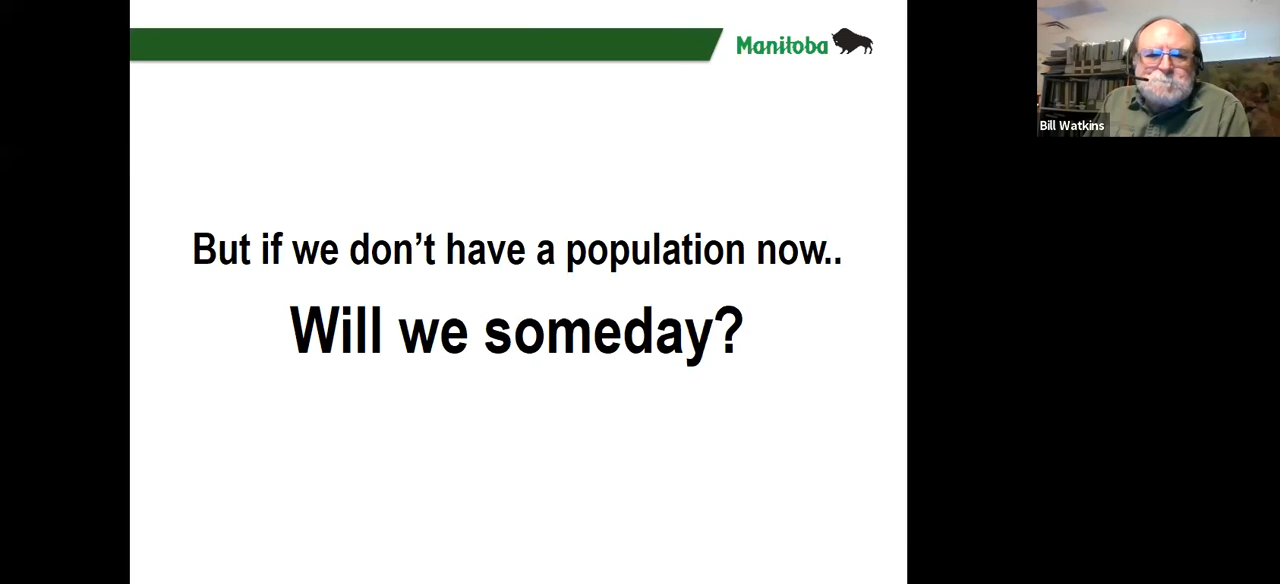 Manitoba
Bill Watkins
But if we don't have a population now..
Will we someday?